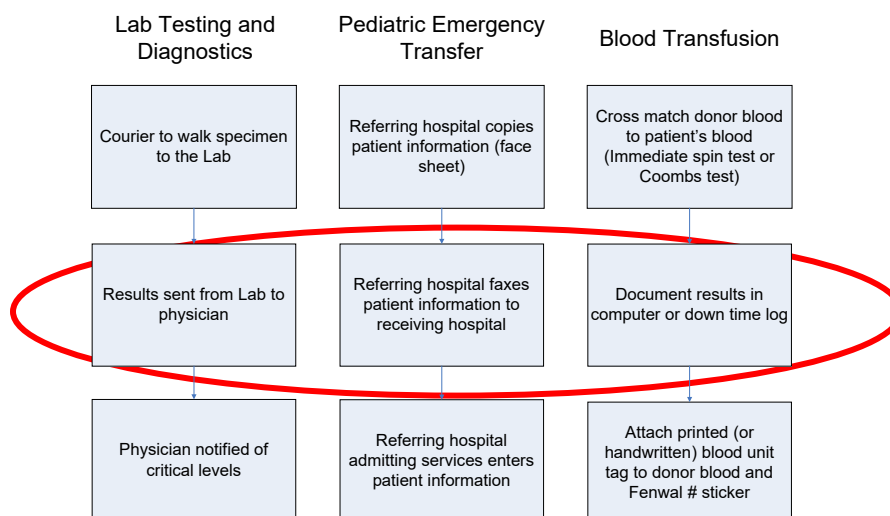 Lab Testing and
Diagnostics
Pediatric Emergency
Transfer
Blood Transfusion
Courier to walk specimen
to the Lab
Referring hospital copies
patient information (face
sheet)
Cross match donor blood
to patient's blood
(Immediate spin test or
Coombs test)
Results sent from Lab to
physician
Referring hospital faxes
patient information to
receiving hospital
Document results in
computer or down time log
Physician notified of
critical levels
Referring hospital
admitting services enters
patient information
Attach printed (or
handwritten) blood unit
tag to donor blood and
Fenwal # sticker